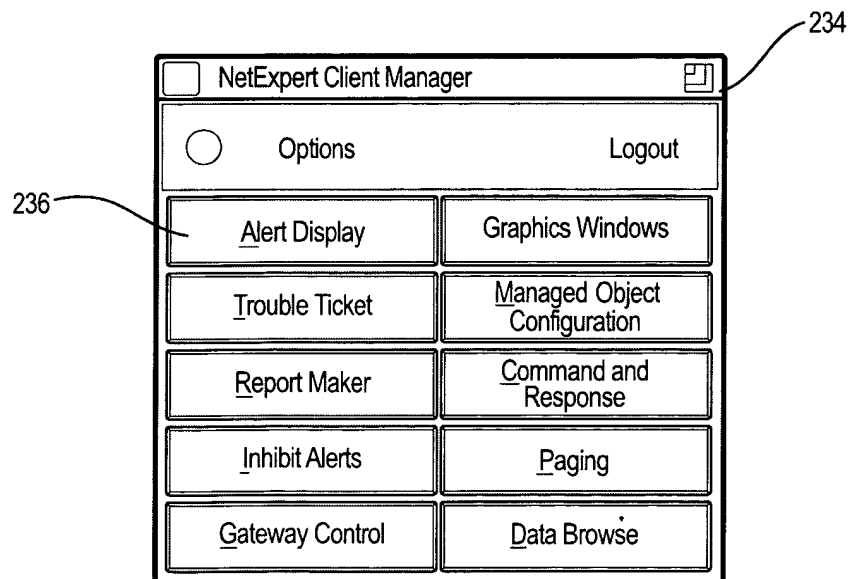 234
NetExpert Client Manager
Options Logout
236
Alert Display Graphics Windows
Trouble Ticket Managed Object
Configuration
Report Maker Command and
Response
Inhibit Alerts Paging
Gateway Control Data Browse